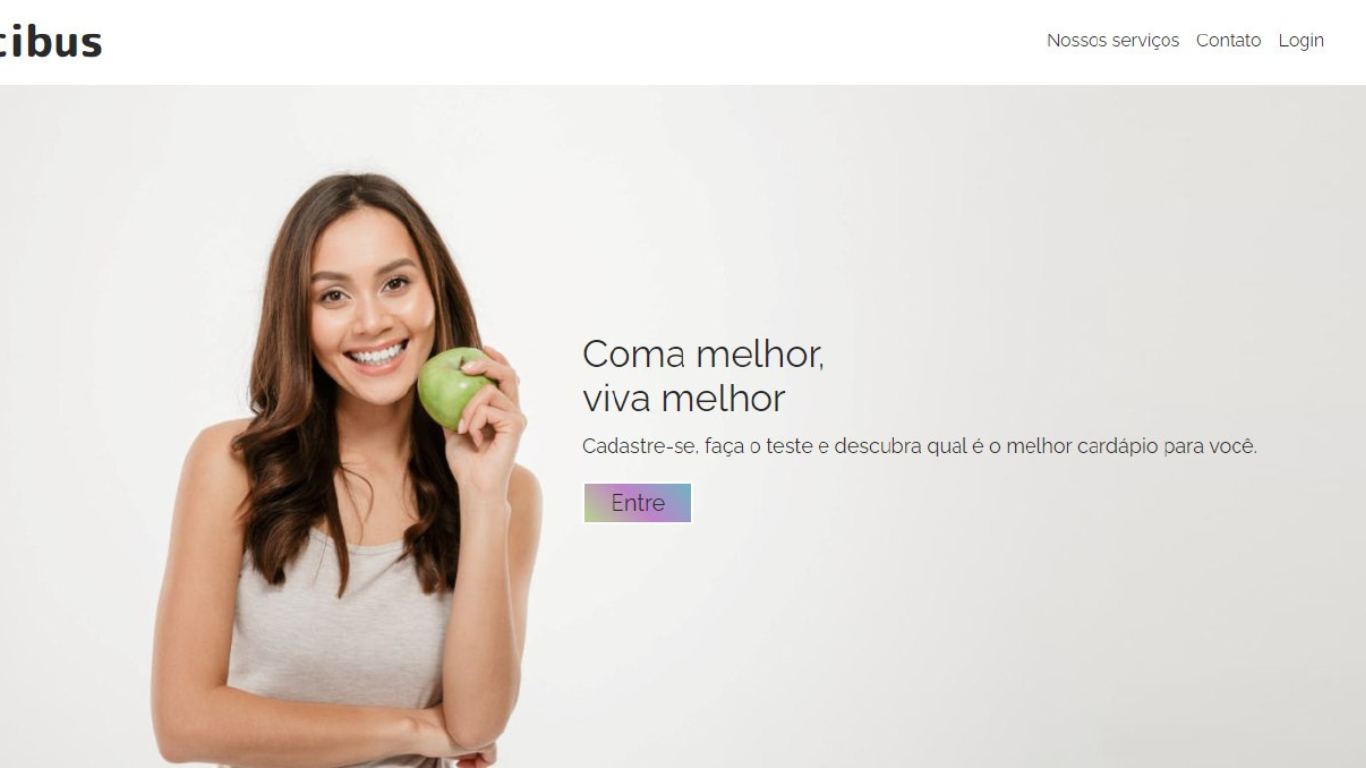 cibus
Nossos serviços Contato Login
Coma melhor,
viva melhor
Cadastre-se, faça o teste e descubra qual é o melhor cardápio para você.
Entre